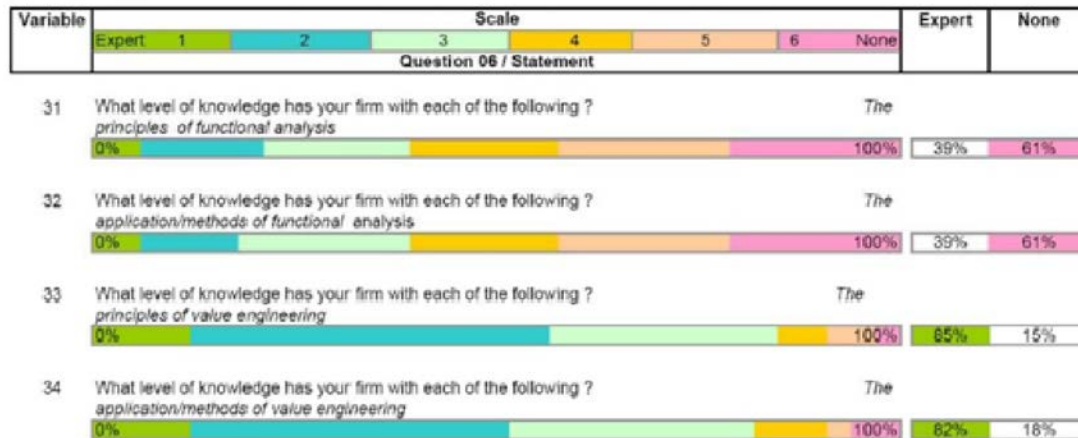 Variable Scale Expert None
Expert 1 2 3 4 5 6 None
Question 06 / Statement
31 What level of knowledge has your firm with each of the following ? The
principles of functional analysis
0% 100% 39% 61%
32 What level of knowledge has your firm with each of the following ? The
application/methods of functional analysis
0% 100% 39% 61%
33 What level of knowledge has your firm with each of the following ? The
principles of value engineering
0% 100% 85% 15%
34 What level of knowledge has your firm with each of the following ? The
application/methods of value engineering
0% 100% 82% 18%